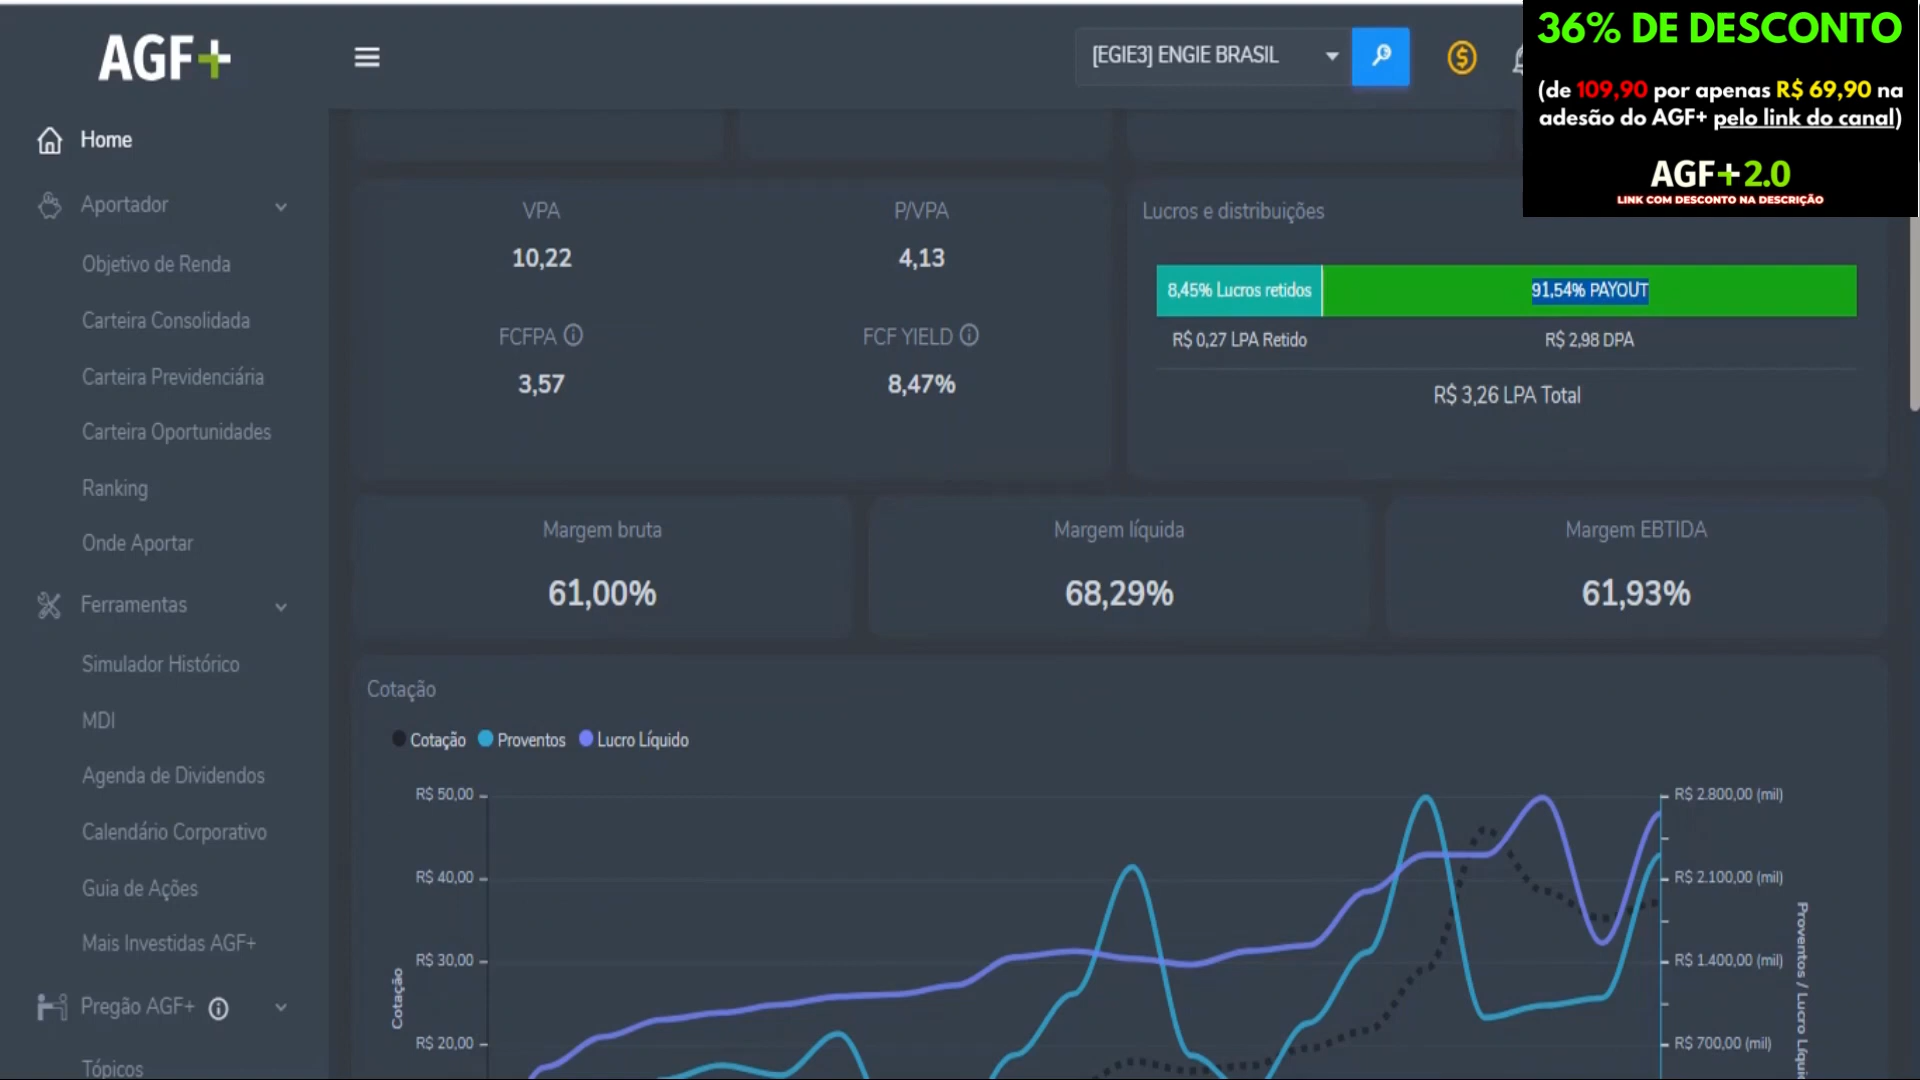 AGF+
[EGIE3] ENGIE BRASIL
36% DE DESCONTO
(de 109,90 por apenas R$ 69,90 na
adesão do AGF+ pelo link do canal)
AGF+2.0
LINK COM DESCONTO NA DESCRIÇÃO
Home
Aportador
Objetivo de Renda
Carteira Consolidada
Carteira Previdenciária
Carteira Oportunidades
Ranking
Onde Aportar
Ferramentas
Simulador Histórico
MDI
Agenda de Dividendos
Calendário Corporativo
Guia de Ações
Mais Investidas AGF+
Pregão AGF+
Tópicos
VPA
10,22
P/VPA
4,13
FCFPA
3,57
FCF YIELD
8,47%
Lucros e distribuições
8,45% Lucros retidos
91,54% PAYOUT
R$ 0,27 LPA Retido
R$ 2,98 DPA
R$ 3,26 LPA Total
Margem bruta
61,00%
Margem líquida
68,29%
Margem EBTIDA
61,93%
Cotação
Cotação
Proventos
Lucro Líquido
R$ 50,00
R$ 40,00
R$ 30,00
R$ 20,00
Cotação
R$ 2.800,00 (mil)
R$ 2.100,00 (mil)
R$ 1.400,00 (mil)
R$ 700,00 (mil)
Proventos / Lucro